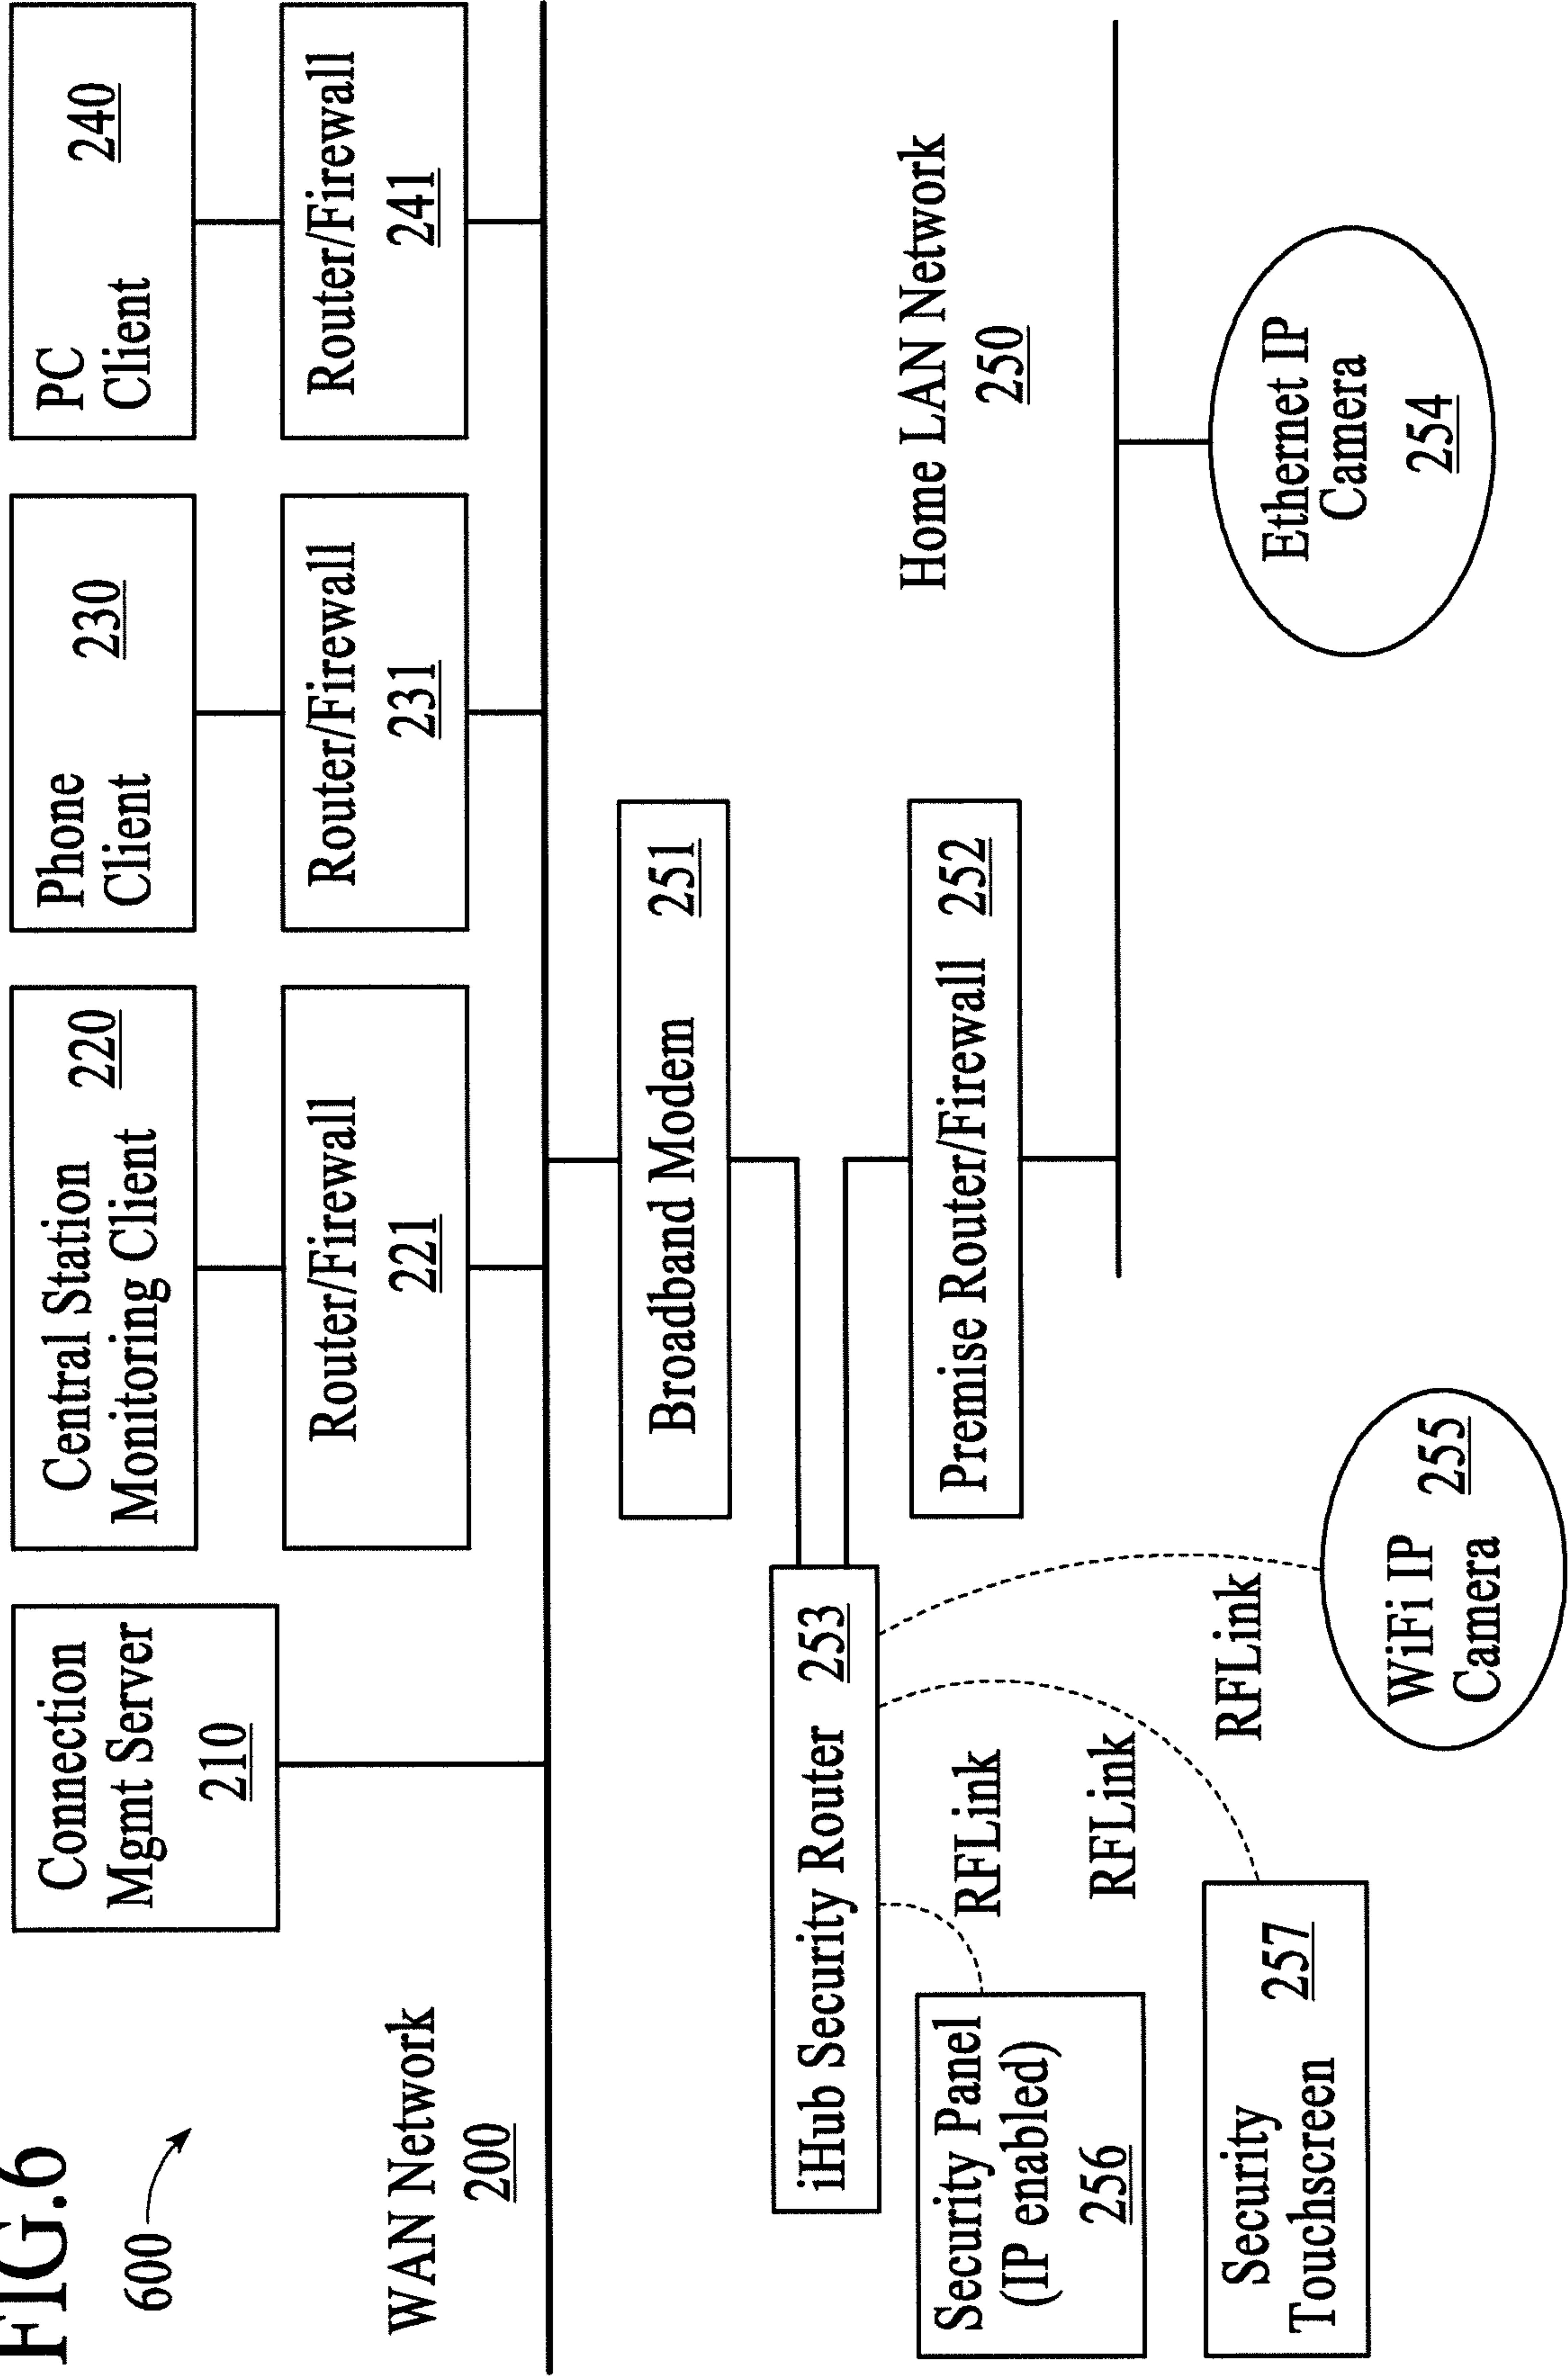 FIG.6
600
WAN Network
200
Connection
Mgmt Server
210
Central Station
Monitoring Client
220
Router/Firewall
221
Phone
Client
230
Router/Firewall
231
PC
Client
240
Router/Firewall
241
Broadband Modem 251
iHub Security Router 253
Premise Router/Firewall 252
Home LAN Network
250
RFLink
RFLink
RFLink
Security Panel
(IP enabled)
256
Security
Touchscreen
257
WiFi IP
Camera
255
Ethernet IP
Camera
254